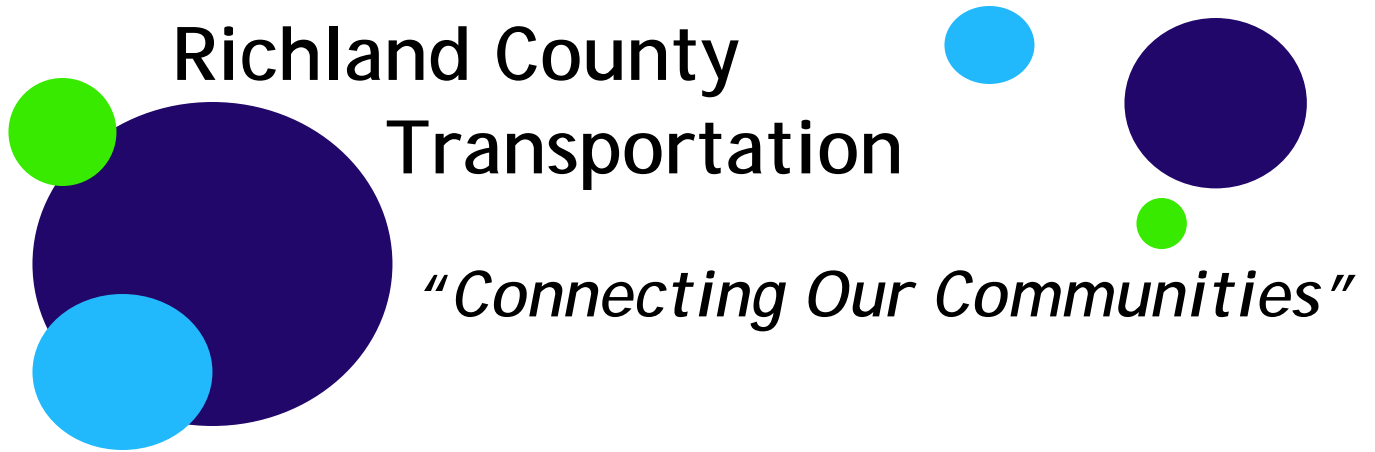 Richland County
Transportation
“Connecting Our Communities”